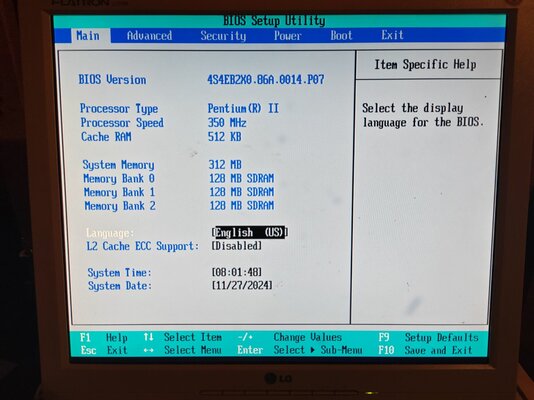 FLATRON
BIOS Setup Utility
Main Advanced Security Power Boot Exit
Item Specific Help
BIOS Version 4S4EB2X0.86A.0014.P07
Select the display
language for the BIOS.
Processor Type Pentium(R) II
Processor Speed 350 MHz
Cache RAM 512 KB
System Memory 312 MB
Memory Bank 0 128 MB SDRAM
Memory Bank 1 128 MB SDRAM
Memory Bank 2 128 MB SDRAM
Language: [English (US)]
L2 Cache ECC Support: [Disabled]
System Time: [08:01:48]
System Date: [11/27/2024]
F1 Help ↑↓ Select Item -/+ Change Values F9 Setup Defaults
Esc Exit ↔ Select Menu Enter Select ▶ Sub-Menu F10 Save and Exit
LG